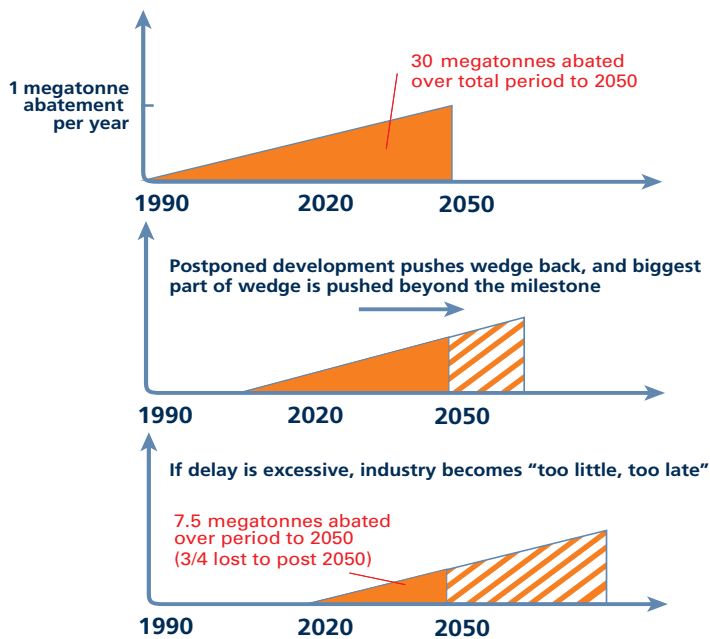 1 megatonne
abatement
per year
30 megatonnes abated
over total period to 2050
1990 2020 2050
Postponed development pushes wedge back, and biggest
part of wedge is pushed beyond the milestone
1990 2020 2050
If delay is excessive, industry becomes “too little, too late”
7.5 megatonnes abated
over period to 2050
(3/4 lost to post 2050)
1990 2020 2050